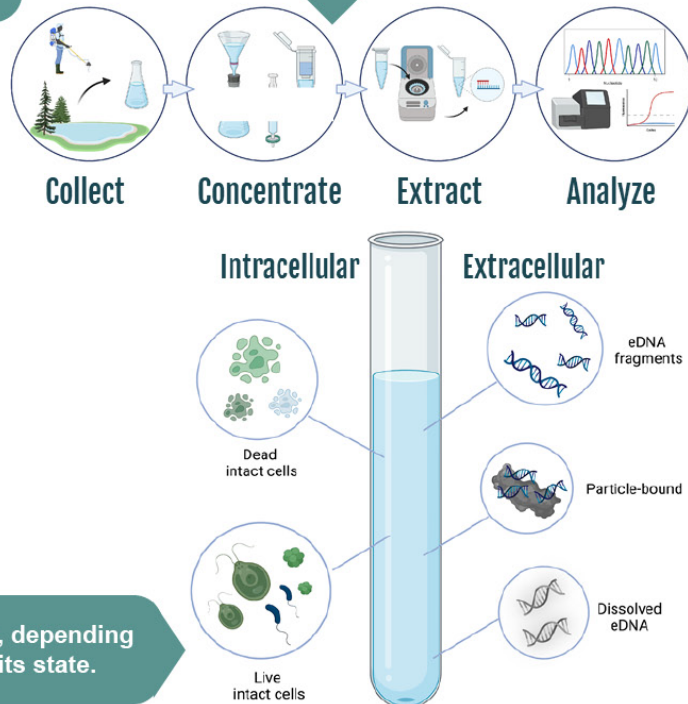 Collect
Concentrate
Extract
Analyze
Intracellular
Extracellular
eDNA
fragments
Dead
intact cells
Particle-bound
Dissolved
eDNA
Live
intact cells
, depending
its state.